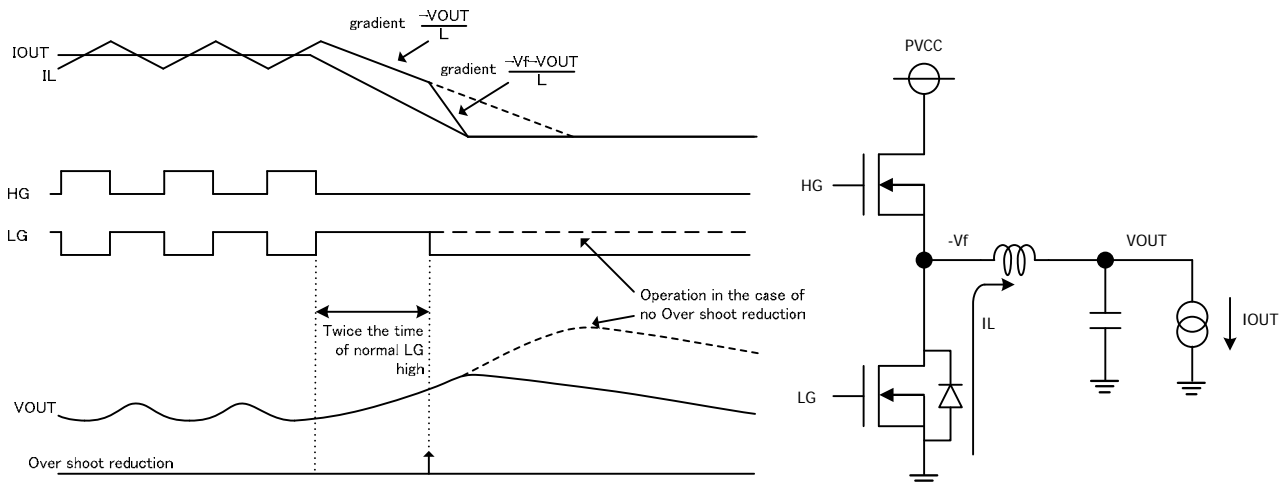 gradient −VOUT
L
IOUT
IL
gradient −Vf−VOUT
L
HG
LG
Operation in the case of
no Over shoot reduction
Twice the time
of normal LG
high
VOUT
Over shoot reduction
PVCC
HG
-Vf
VOUT
IL
IOUT
LG